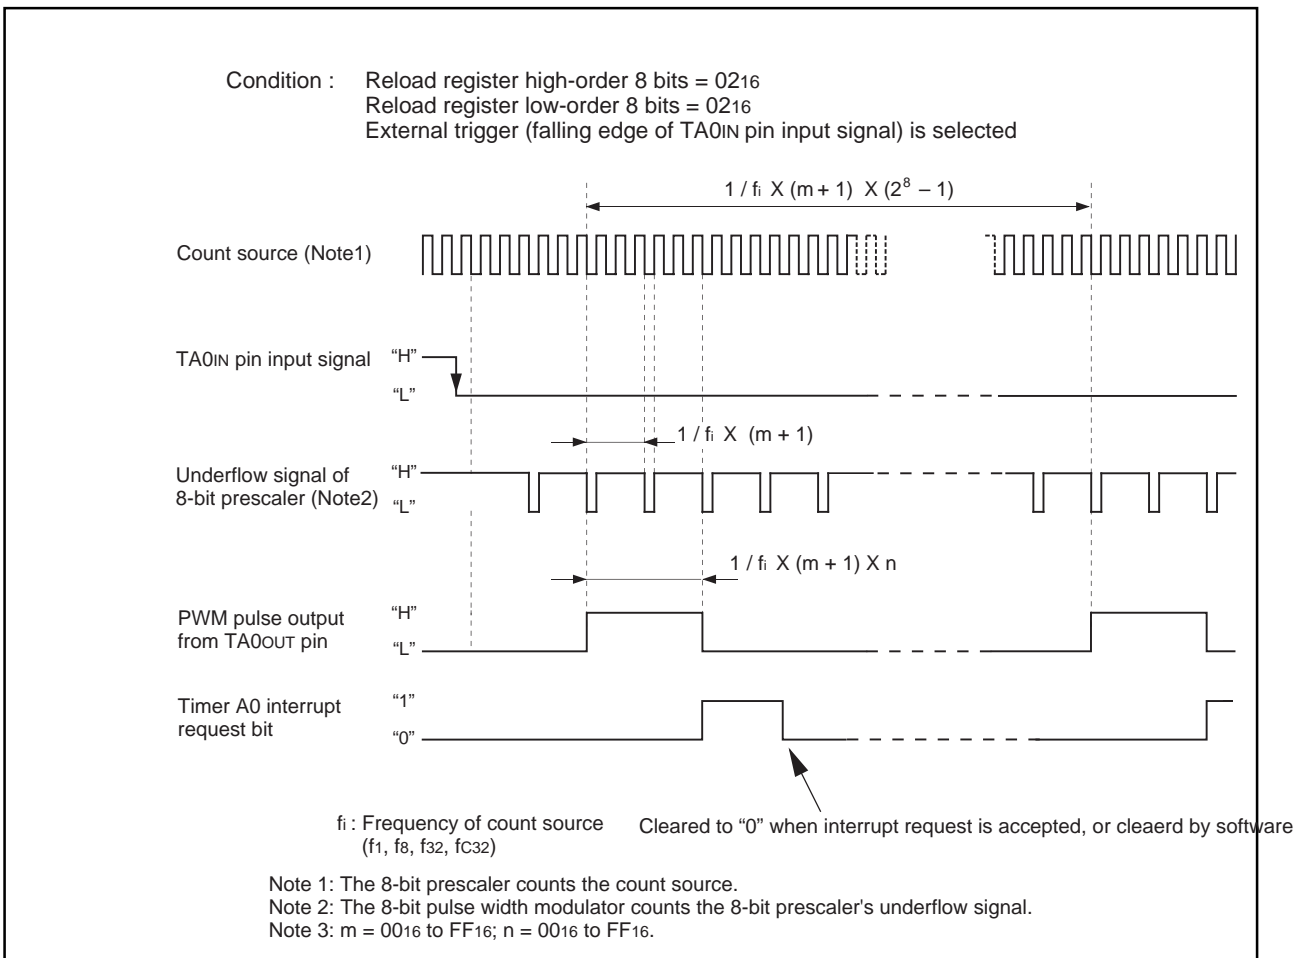 Condition : Reload register high-order 8 bits = 0216
Reload register low-order 8 bits = 0216
External trigger (falling edge of TA0IN pin input signal) is selected
1 / fi X (m + 1) X (2^8 – 1)
Count source (Note1)
TA0IN pin input signal
“H”
“L”
1 / fi X (m + 1)
Underflow signal of
8-bit prescaler (Note2)
“H”
“L”
1 / fi X (m + 1) X n
PWM pulse output
from TA0OUT pin
“H”
“L”
Timer A0 interrupt
request bit
“1”
“0”
fi : Frequency of count source
(f1, f8, f32, fC32)
Cleared to “0” when interrupt request is accepted, or cleaerd by software
Note 1: The 8-bit prescaler counts the count source.
Note 2: The 8-bit pulse width modulator counts the 8-bit prescaler's underflow signal.
Note 3: m = 0016 to FF16; n = 0016 to FF16.